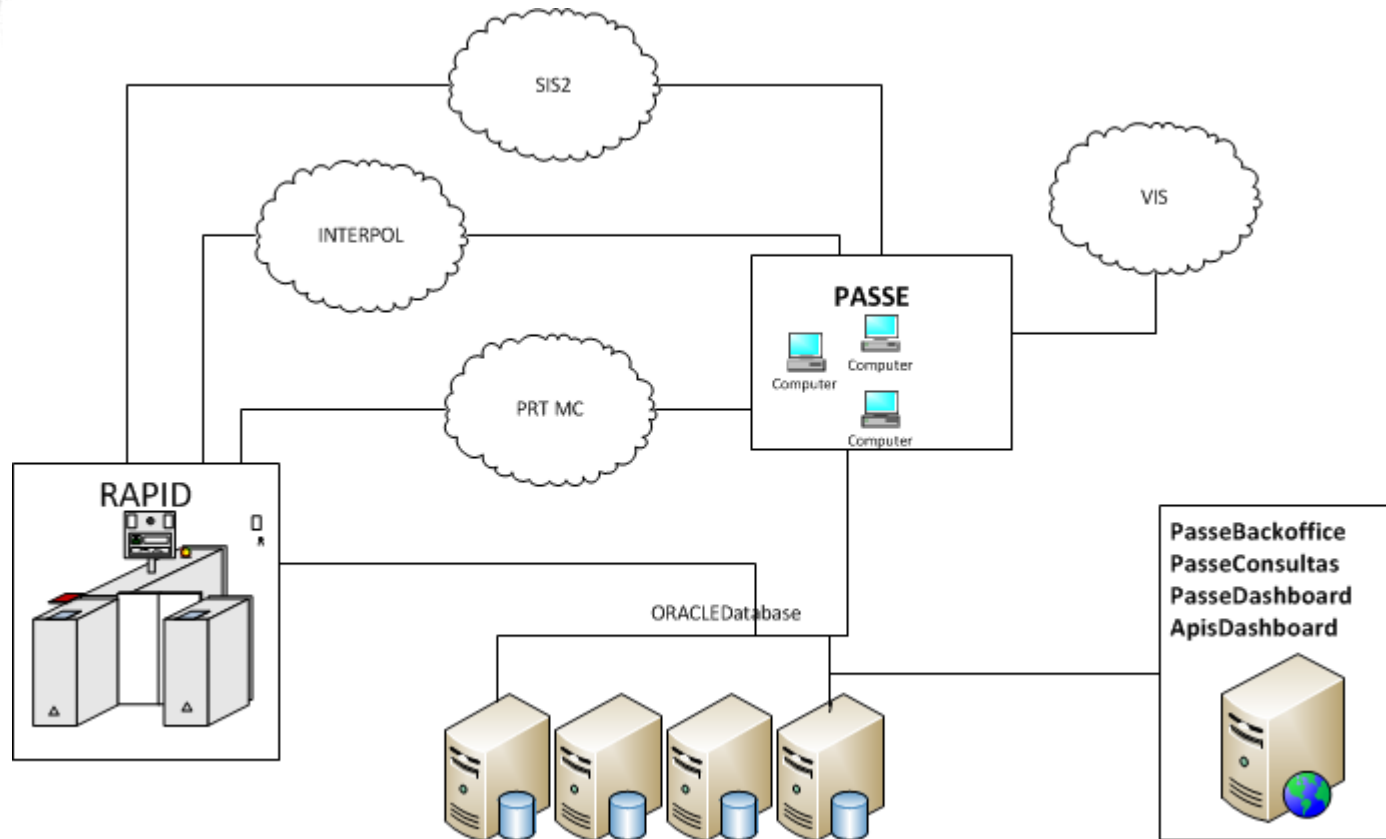 SIS2
VIS
INTERPOL
PASSE
Computer
Computer
Computer
PRT MC
RAPID
R
ORACLEDatabase
PasseBackoffice
PasseConsultas
PasseDashboard
ApisDashboard